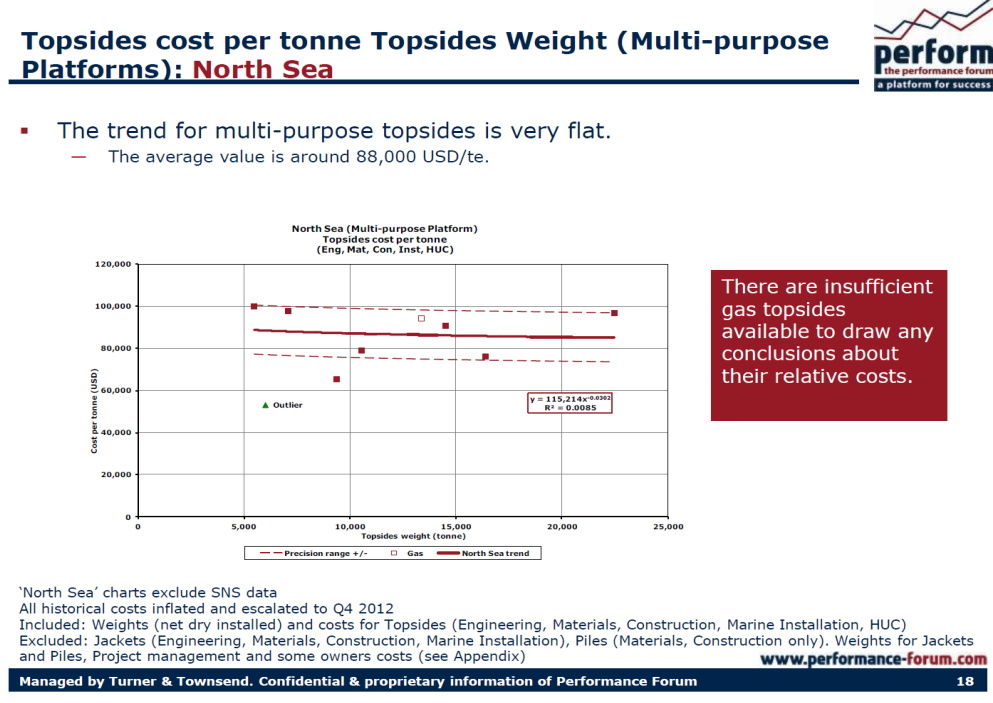 Topsides cost per tonne Topsides Weight (Multi-purpose
Platforms): North Sea
perform
the performance forum
a platform for success
The trend for multi-purpose topsides is very flat.
— The average value is around 88,000 USD/te.
North Sea (Multi-purpose Platform)
Topsides cost per tonne
(Eng, Mat, Con, Inst, HUC)
120,000
100,000
80,000
60,000
40,000
20,000
0
Cost per tonne (USD)
Outlier
y = 115,214x^-0.0302
R² = 0.0085
0 5,000 10,000 15,000 20,000 25,000
Topsides weight (tonne)
Precision range +/- Gas North Sea trend
There are insufficient
gas topsides
available to draw any
conclusions about
their relative costs.
‘North Sea’ charts exclude SNS data
All historical costs inflated and escalated to Q4 2012
Included: Weights (net dry installed) and costs for Topsides (Engineering, Materials, Construction, Marine Installation, HUC)
Excluded: Jackets (Engineering, Materials, Construction, Marine Installation), Piles (Materials, Construction only). Weights for Jackets
and Piles, Project management and some owners costs (see Appendix)
www.performance-forum.com
Managed by Turner & Townsend. Confidential & proprietary information of Performance Forum 18